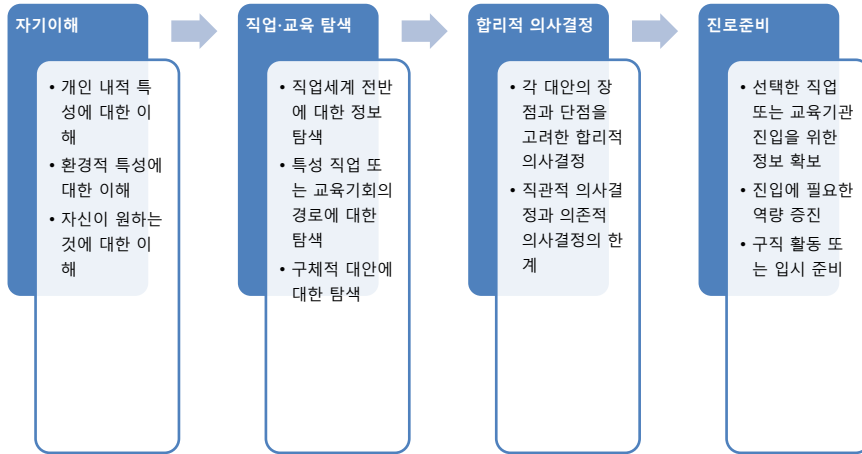 자기이해
• 개인 내적 특
성에 대한 이
해
• 환경적 특성에
대한 이해
• 자신이 원하는
것에 대한 이
해
직업·교육 탐색
• 직업세계 전반
에 대한 정보
탐색
• 특성 직업 또
는 교육기회의
경로에 대한
탐색
• 구체적 대안에
대한 탐색
합리적 의사결정
• 각 대안의 장
점과 단점을
고려한 합리적
의사결정
• 직관적 의사결
정과 의존적
의사결정의 한
계
진로준비
• 선택한 직업
또는 교육기관
진입을 위한
정보 확보
• 진입에 필요한
역량 증진
• 구직 활동 또
는 입시 준비